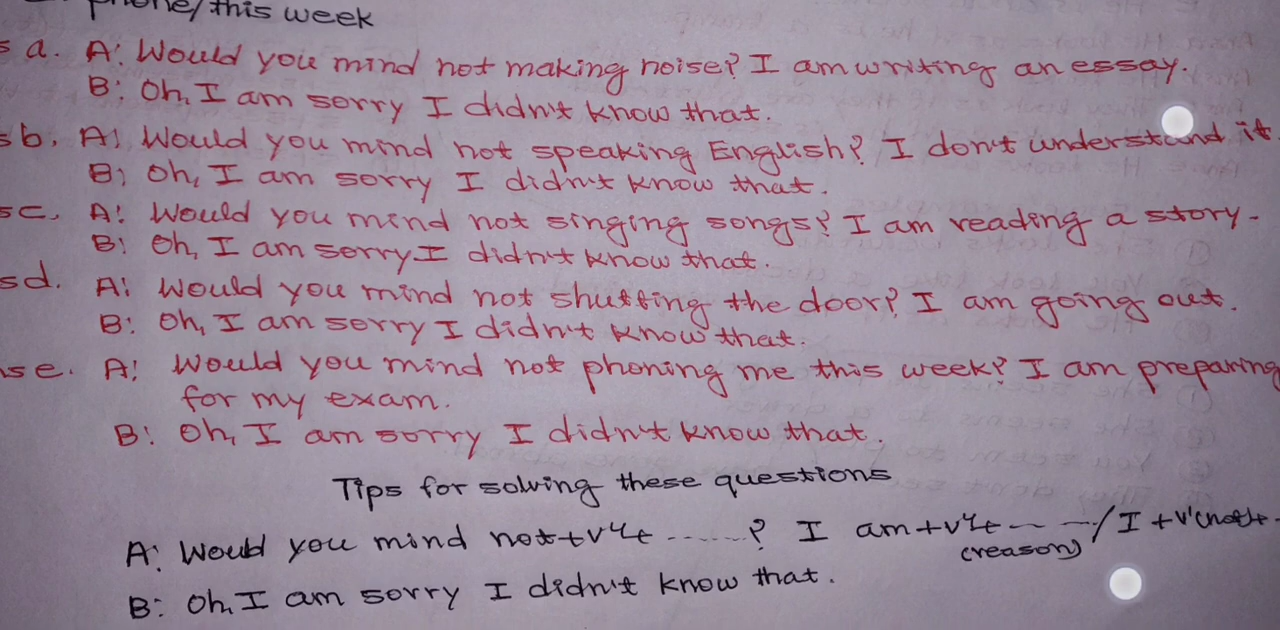 phone/this week
s a. A: Would you mind not making noise? I am writing an essay.
B: Oh, I am sorry I didn't know that.
s b. A: Would you mind not speaking English? I don't understand it
B: Oh, I am sorry I didn't know that.
s c. A: Would you mind not singing songs? I am reading a story.
B: Oh, I am sorry I didn't know that.
s d. A: Would you mind not shutting the door? I am going out.
B: Oh, I am sorry I didn't know that.
ns e. A: Would you mind not phoning me this week? I am preparing
for my exam.
B: Oh, I am sorry I didn't know that.
Tips for solving these questions
A: Would you mind not+v⁴+ ......? I am+v⁴+ - - -/I +v'(not)+
(reason)
B: Oh, I am sorry I didn't know that.